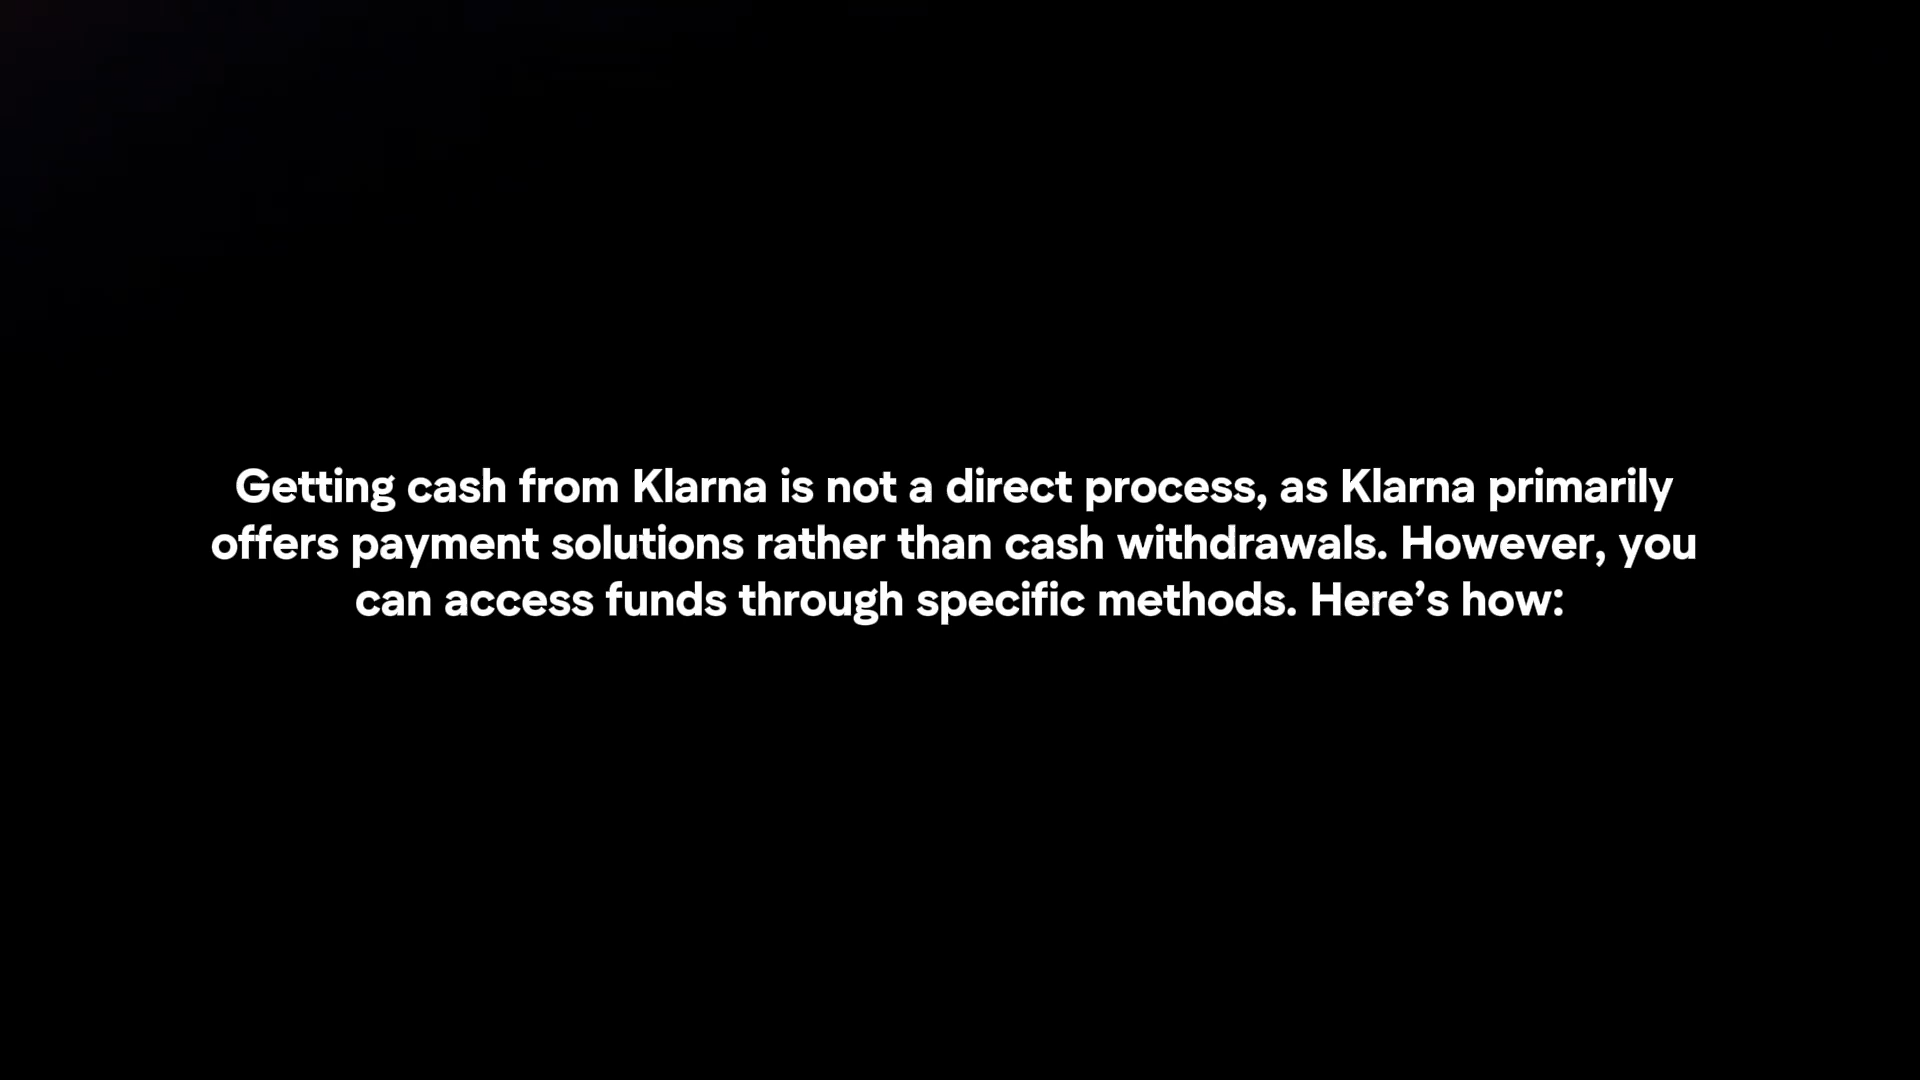 Getting cash from Klarna is not a direct process, as Klarna primarily
offers payment solutions rather than cash withdrawals. However, you
can access funds through specific methods. Here’s how: